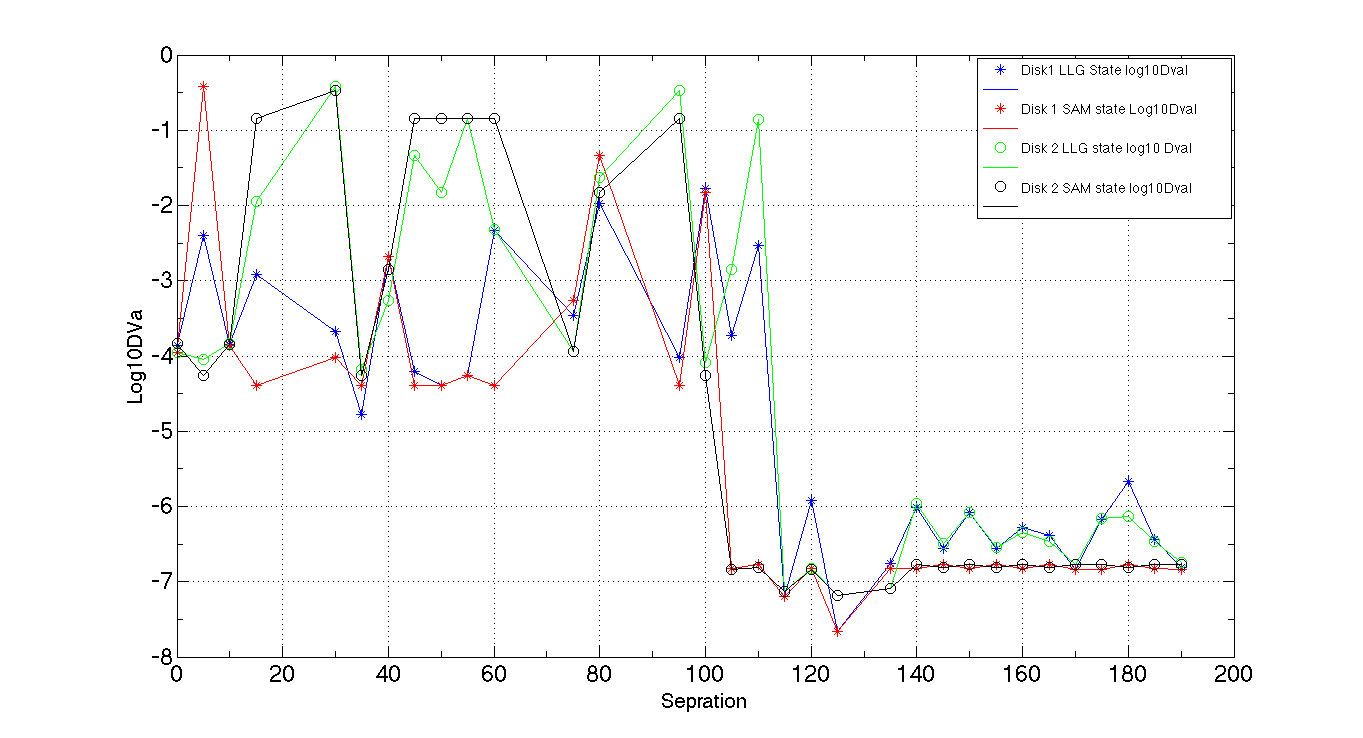 0
-1
-2
-3
-4
-5
-6
-7
-8
Log10DVa
0 20 40 60 80 100 120 140 160 180 200
Sepration
Disk1 LLG State log10Dval
Disk 1 SAM state Log10Dval
Disk 2 LLG state log10 Dval
Disk 2 SAM state log10Dval